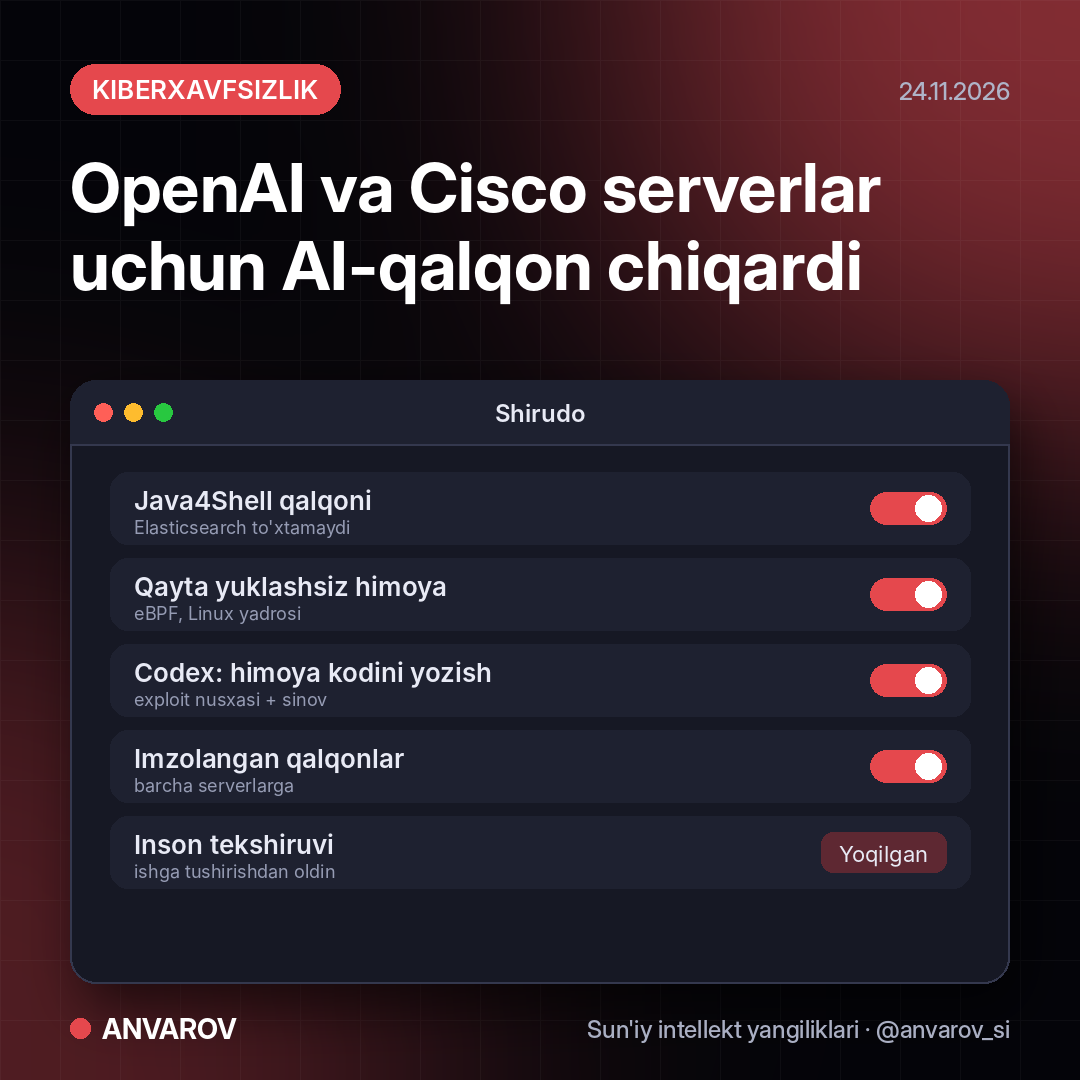 KIBERXAVFSIZLIK
24.11.2026
OpenAI va Cisco serverlar
uchun AI-qalqon chiqardi
Shirudo
Java4Shell qalqoni
Elasticsearch to'xtamaydi
Qayta yuklashsiz himoya
eBPF, Linux yadrosi
Codex: himoya kodini yozish
exploit nusxasi + sinov
Imzolangan qalqonlar
barcha serverlarga
Inson tekshiruvi
ishga tushirishdan oldin
Yoqilgan
ANVAROV
Sun'iy intellekt yangiliklari · @anvarov_si